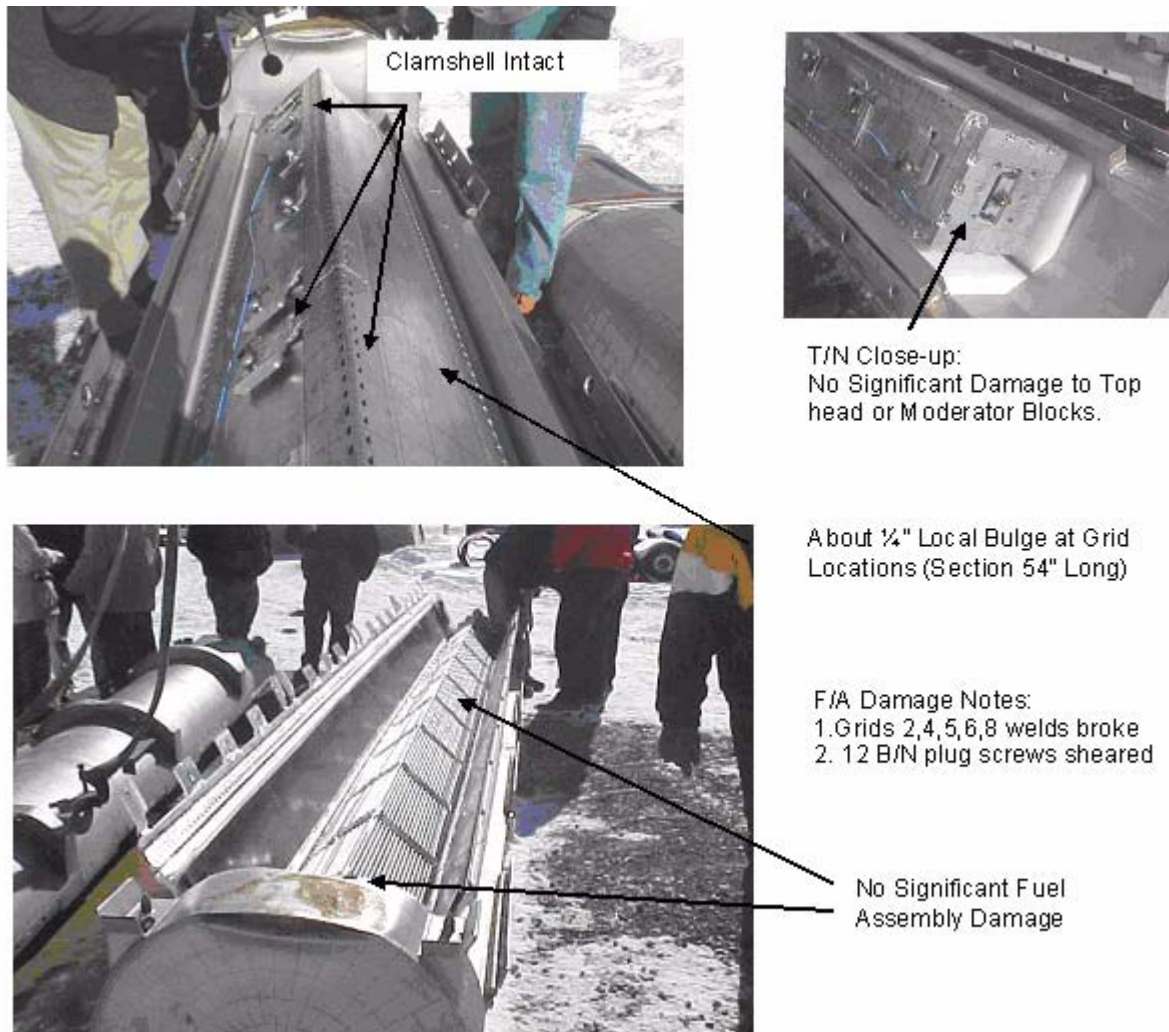 Clamshell Intact
T/N Close-up:
No Significant Damage to Top
head or Moderator Blocks.
About ¼" Local Bulge at Grid
Locations (Section 54" Long)
F/A Damage Notes:
1.Grids 2,4,5,6,8 welds broke
2. 12 B/N plug screws sheared
No Significant Fuel
Assembly Damage